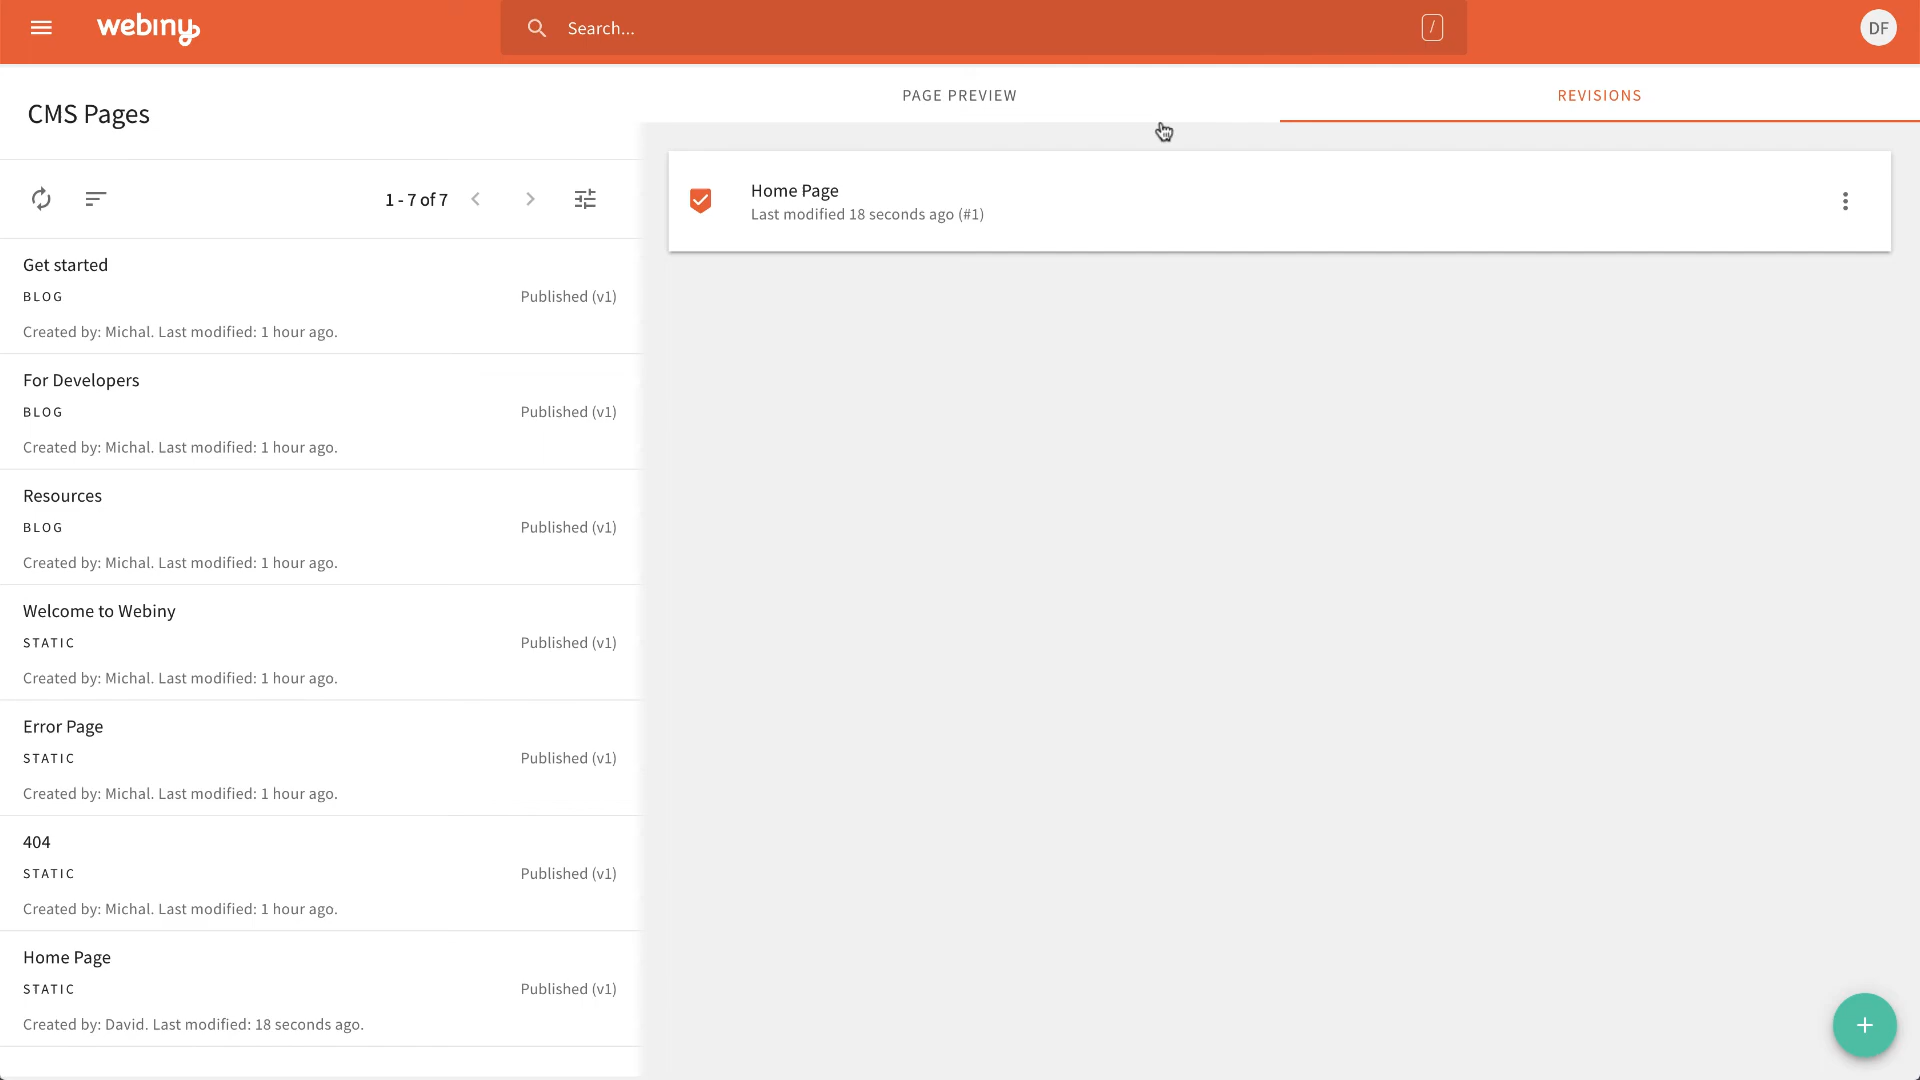 webiny
Search...
/
DF
CMS Pages
PAGE PREVIEW
REVISIONS
1 - 7 of 7
Home Page
Last modified 18 seconds ago (#1)
Get started
BLOG
Published (v1)
Created by: Michal. Last modified: 1 hour ago.
For Developers
BLOG
Published (v1)
Created by: Michal. Last modified: 1 hour ago.
Resources
BLOG
Published (v1)
Created by: Michal. Last modified: 1 hour ago.
Welcome to Webiny
STATIC
Published (v1)
Created by: Michal. Last modified: 1 hour ago.
Error Page
STATIC
Published (v1)
Created by: Michal. Last modified: 1 hour ago.
404
STATIC
Published (v1)
Created by: Michal. Last modified: 1 hour ago.
Home Page
STATIC
Published (v1)
Created by: David. Last modified: 18 seconds ago.